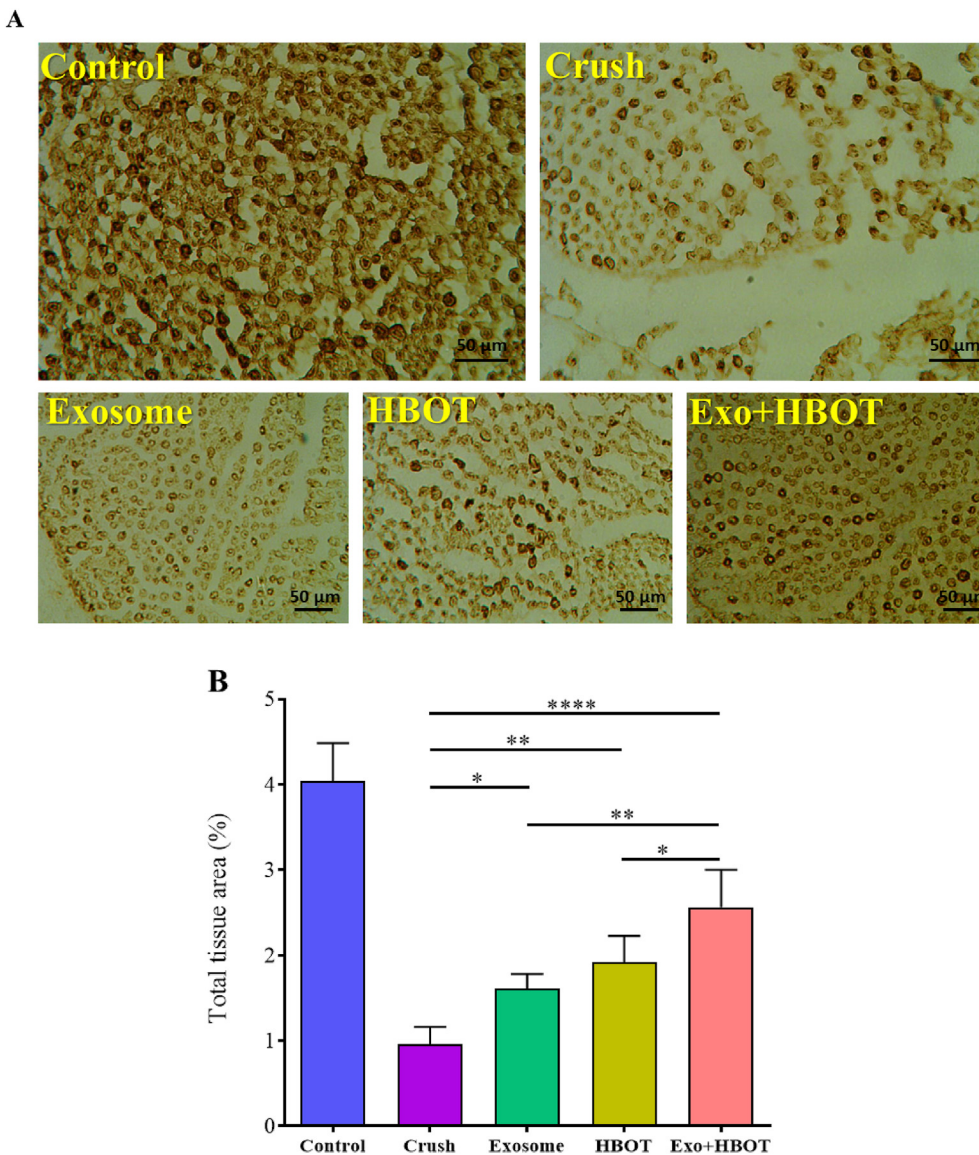 A
Control
Crush
50 µm
50 µm
Exosome
HBOT
Exo+HBOT
50 µm
50 µm
50 µm
B
Total tissue area (%)
5
4
3
2
1
0
****
**
*
**
*
Control
Crush
Exosome
HBOT
Exo+HBOT